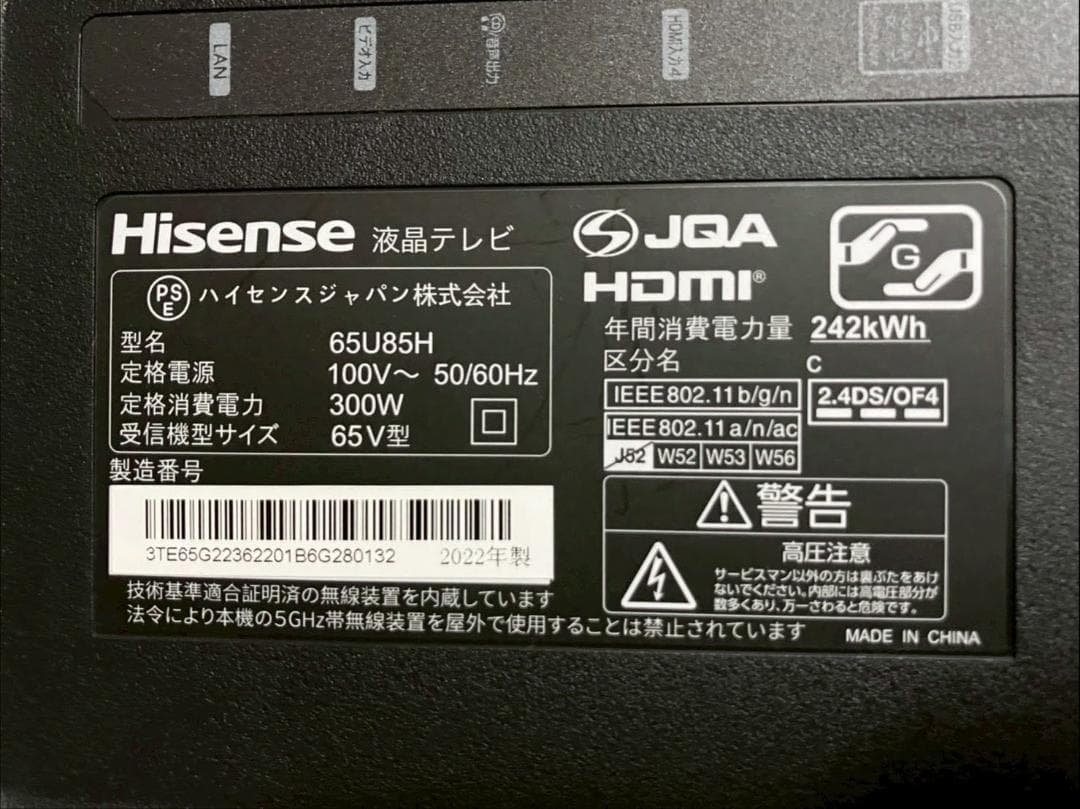 LAN
ビデオ入力
音声出力
HDMI入力4
Hisense 液晶テレビ
PSE ハイセンスジャパン株式会社
型名 65U85H
定格電源 100V～ 50/60Hz
定格消費電力 300W
受信機型サイズ 65V型
製造番号
3TE65G22362201B6G280132 2022年製
技術基準適合証明済の無線装置を内蔵しています
法令により本機の5GHz帯無線装置を屋外で使用することは禁止されています
JQA
HDMI®
G
年間消費電力量 242kWh
区分名 C
IEEE802.11b/g/n
2.4DS/OF4
IEEE802.11a/n/ac
J52 W52 W53 W56
警告
高圧注意
サービスマン以外の方は裏ぶたをあけ
ないでください。内部には高電圧部分が
数多くあり、万一さわると危険です。
MADE IN CHINA